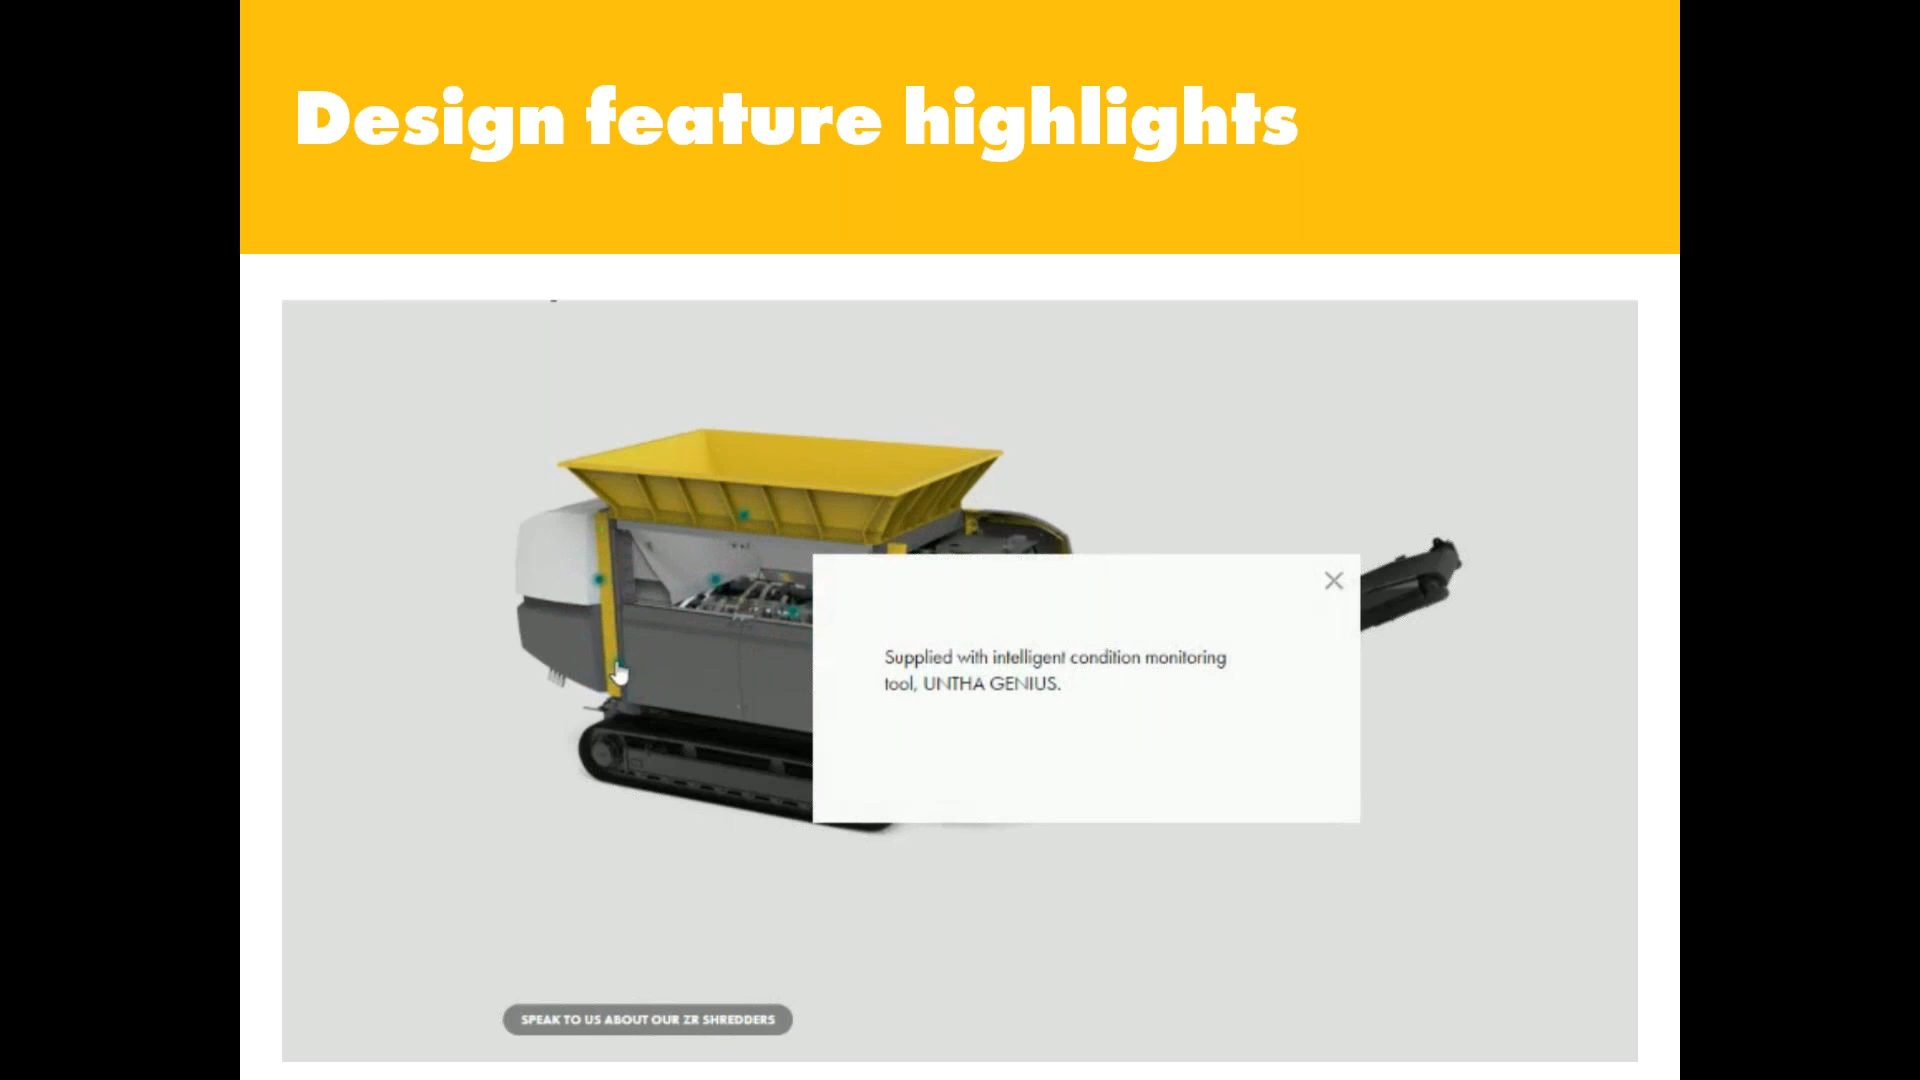 Design feature highlights
Supplied with intelligent condition monitoring
tool, UNTHA GENIUS.
SPEAK TO US ABOUT OUR ZR SHREDDERS